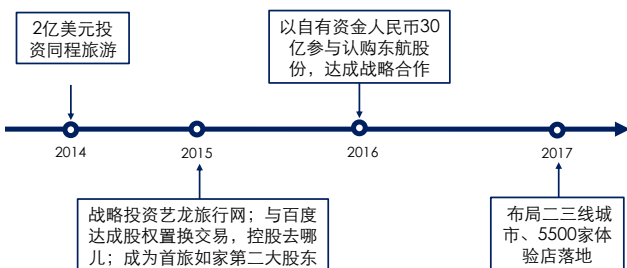 2亿美元投
资同程旅游
以自有资金人民币30
亿参与认购东航股
份，达成战略合作
2014
2015
2016
2017
战略投资艺龙旅行网；与百度
达成股权置换交易，控股去哪
儿；成为首旅如家第二大股东
布局二三线城
市、5500家体
验店落地